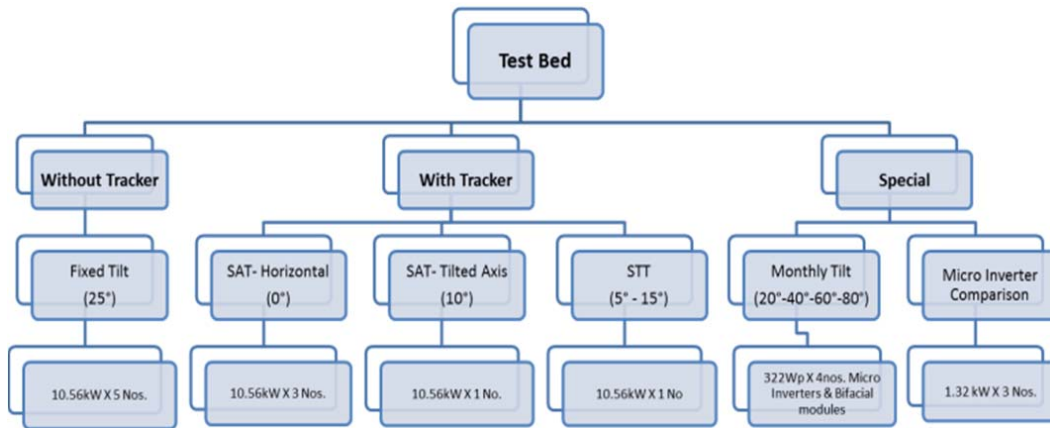 Test Bed
Without Tracker
With Tracker
Special
Fixed Tilt
(25°)
SAT- Horizontal
(0°)
SAT- Tilted Axis
(10°)
STT
(5° - 15°)
Monthly Tilt
(20°-40°-60°-80°)
Micro Inverter
Comparison
10.56kW X 5 Nos.
10.56kW X 3 Nos.
10.56kW X 1 No.
10.56kW X 1 No
322Wp X 4nos. Micro
Inverters & Bifacial
modules
1.32 kW X 3 Nos.